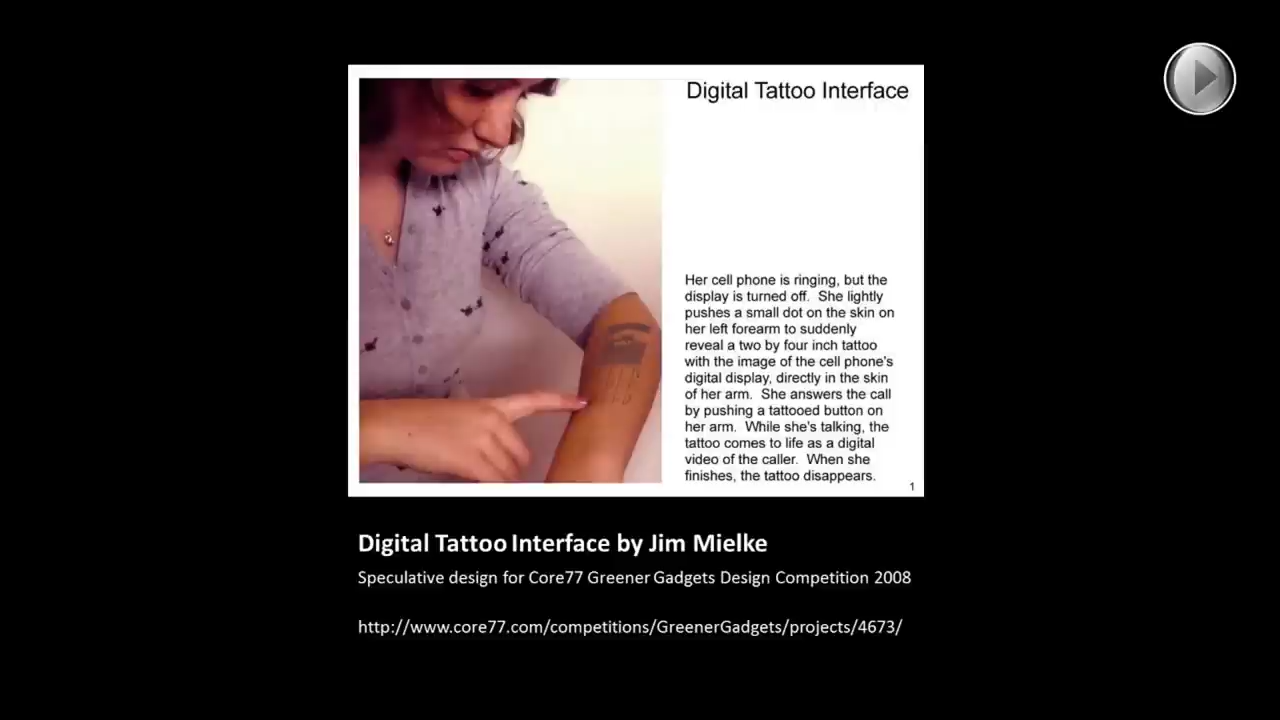 Digital Tattoo Interface
Her cell phone is ringing, but the
display is turned off. She lightly
pushes a small dot on the skin on
her left forearm to suddenly
reveal a two by four inch tattoo
with the image of the cell phone's
digital display, directly in the skin
of her arm. She answers the call
by pushing a tattooed button on
her arm. While she's talking, the
tattoo comes to life as a digital
video of the caller. When she
finishes, the tattoo disappears.
1
Digital Tattoo Interface by Jim Mielke
Speculative design for Core77 Greener Gadgets Design Competition 2008
http://www.core77.com/competitions/GreenerGadgets/projects/4673/